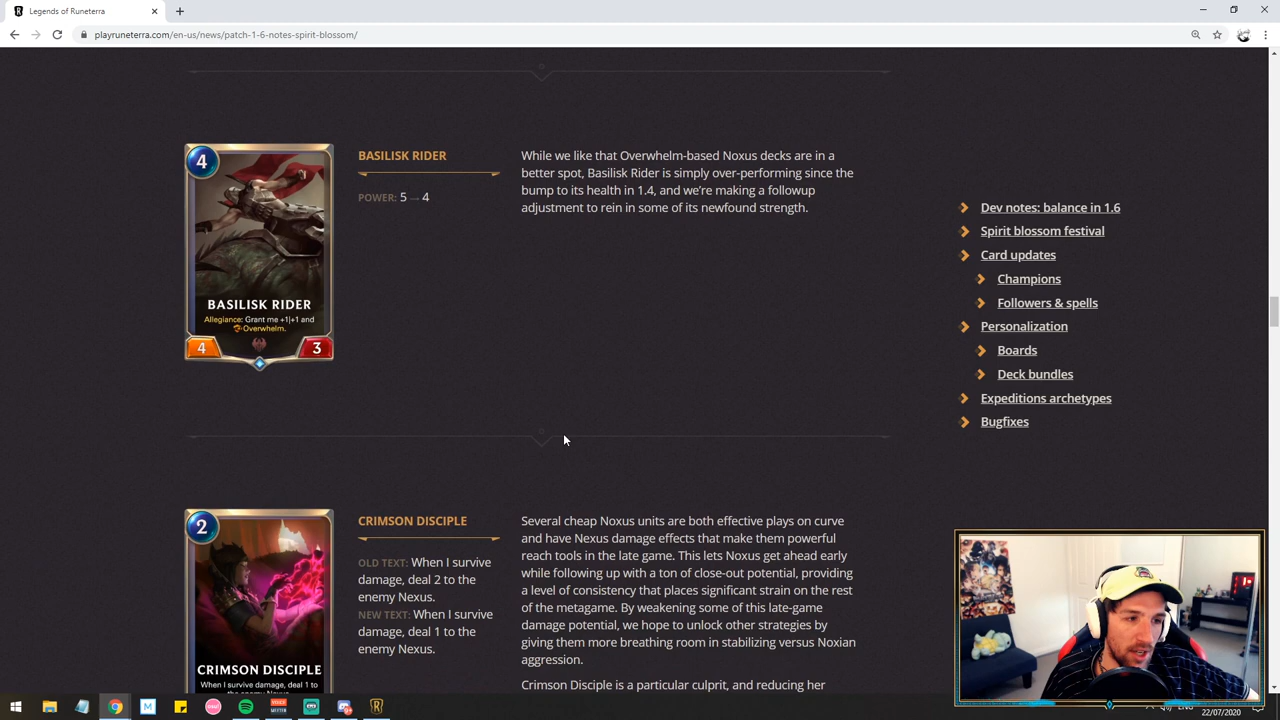 Legends of Runeterra
playruneterra.com/en-us/news/patch-1-6-notes-spirit-blossom/
4
BASILISK RIDER
Allegiance: Grant me +1|+1 and
Overwhelm.
4
3
BASILISK RIDER
POWER: 5 → 4
While we like that Overwhelm-based Noxus decks are in a
better spot, Basilisk Rider is simply over-performing since the
bump to its health in 1.4, and we're making a followup
adjustment to rein in some of its newfound strength.
Dev notes: balance in 1.6
Spirit blossom festival
Card updates
Champions
Followers & spells
Personalization
Boards
Deck bundles
Expeditions archetypes
Bugfixes
2
CRIMSON DISCIPLE
When I survive damage, deal 1 to
CRIMSON DISCIPLE
OLD TEXT: When I survive
damage, deal 2 to the
enemy Nexus.
NEW TEXT: When I survive
damage, deal 1 to the
enemy Nexus.
Several cheap Noxus units are both effective plays on curve
and have Nexus damage effects that make them powerful
reach tools in the late game. This lets Noxus get ahead early
while following up with a ton of close-out potential, providing
a level of consistency that places significant strain on the rest
of the metagame. By weakening some of this late-game
damage potential, we hope to unlock other strategies by
giving them more breathing room in stabilizing versus Noxian
aggression.
Crimson Disciple is a particular culprit, and reducing her
22/07/2020